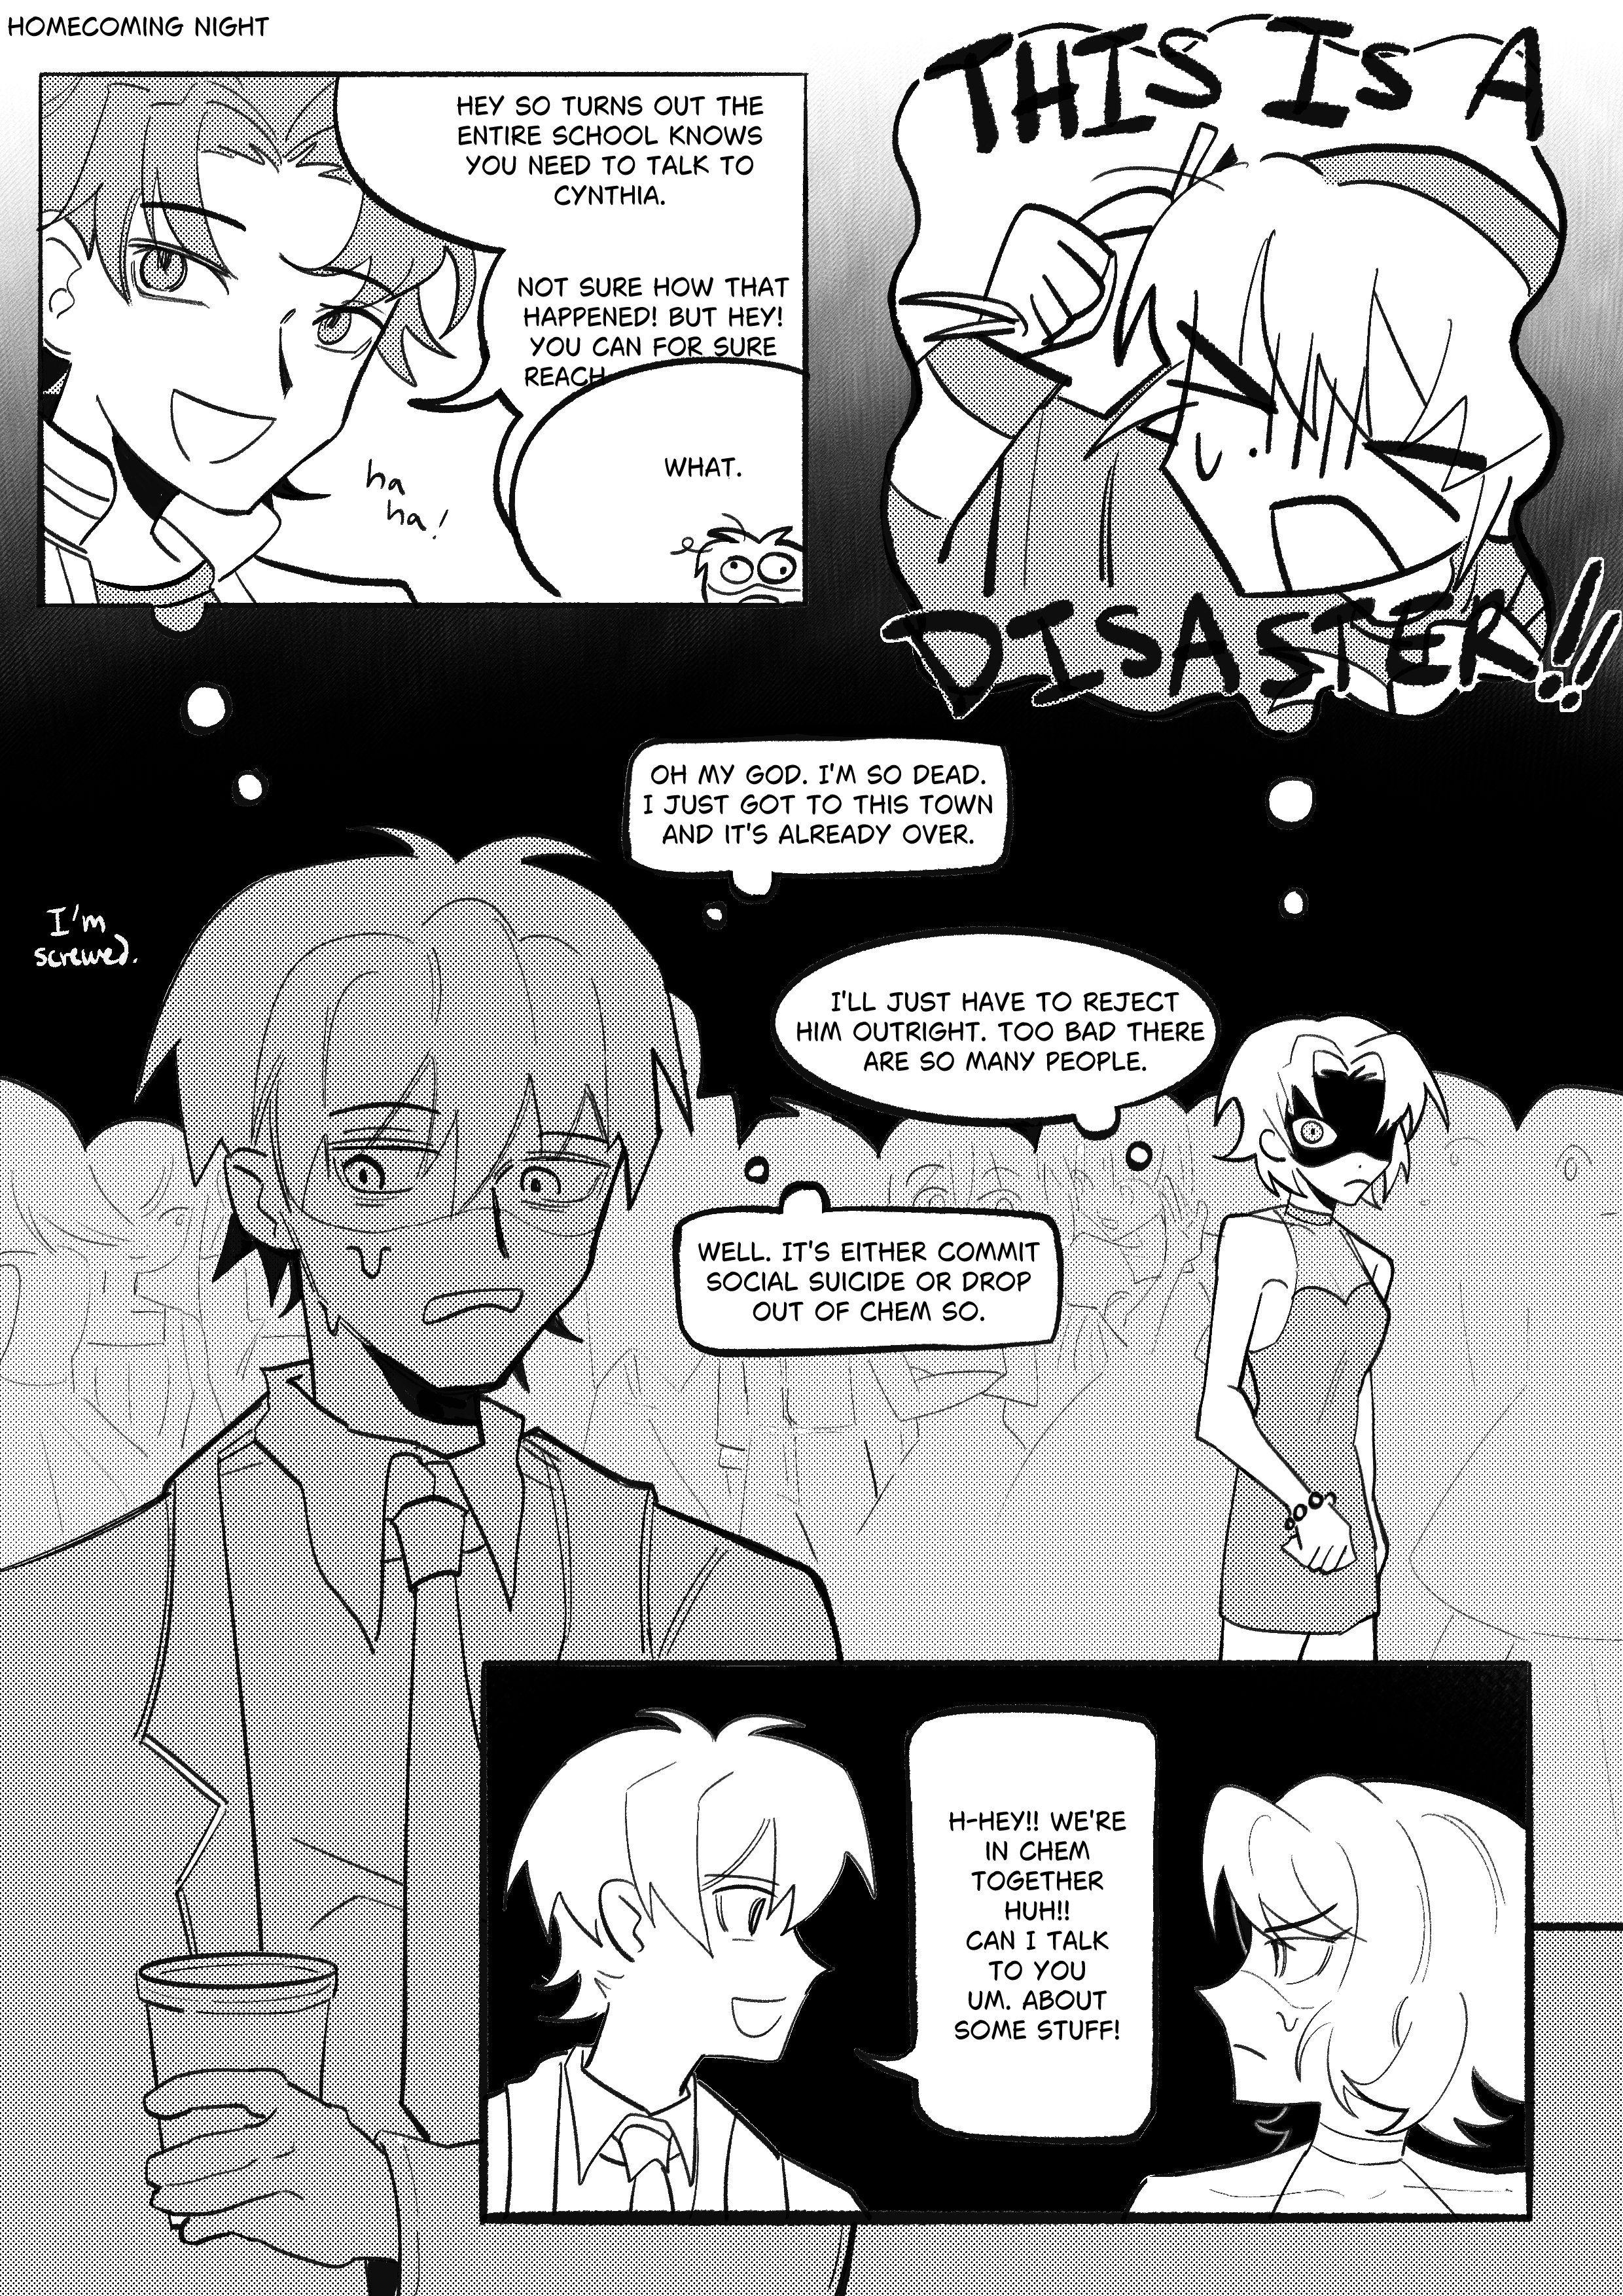 HOMECOMING NIGHT
HEY SO TURNS OUT THE
ENTIRE SCHOOL KNOWS
YOU NEED TO TALK TO
CYNTHIA.
NOT SURE HOW THAT
HAPPENED! BUT HEY!
YOU CAN FOR SURE
REACH
ha
ha!
WHAT.
THIS IS A
DISASTER!!
OH MY GOD. I'M SO DEAD.
I JUST GOT TO THIS TOWN
AND IT'S ALREADY OVER.
I'm
screwed.
I'LL JUST HAVE TO REJECT
HIM OUTRIGHT. TOO BAD THERE
ARE SO MANY PEOPLE.
WELL. IT'S EITHER COMMIT
SOCIAL SUICIDE OR DROP
OUT OF CHEM SO.
H-HEY!! WE'RE
IN CHEM
TOGETHER
HUH!!
CAN I TALK
TO YOU
UM. ABOUT
SOME STUFF!